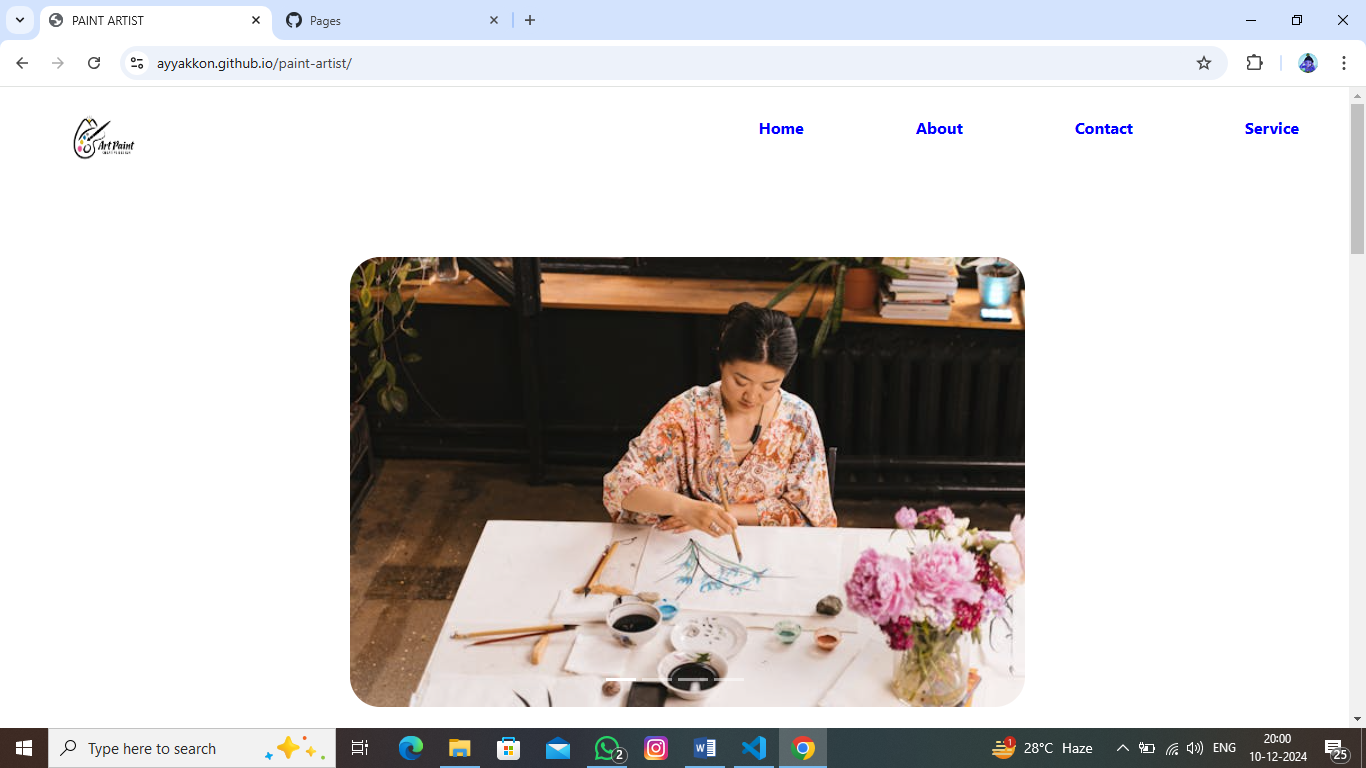 PAINT ARTIST
Pages
ayyakkon.github.io/paint-artist/
Art Paint
Home
About
Contact
Service
Type here to search
2
1
28°C Haze
ENG
20:00
10-12-2024
25